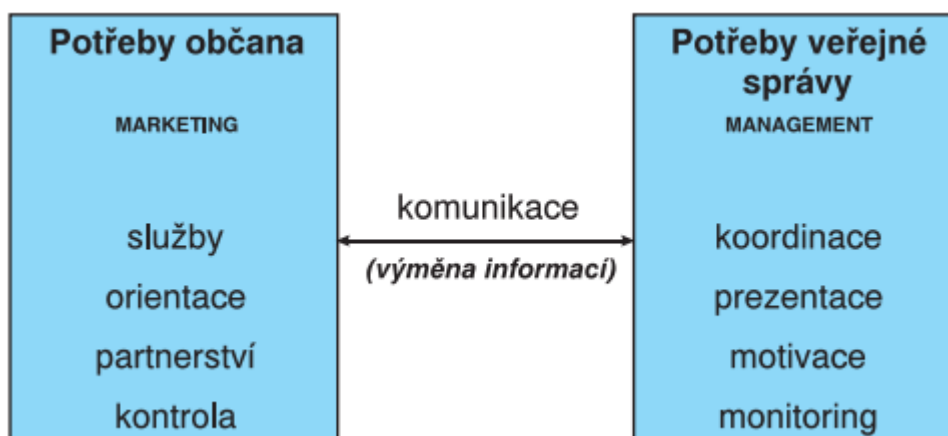 Potřeby občana
MARKETING
služby
orientace
partnerství
kontrola
komunikace
(výměna informací)
Potřeby veřejné
správy
MANAGEMENT
koordinace
prezentace
motivace
monitoring